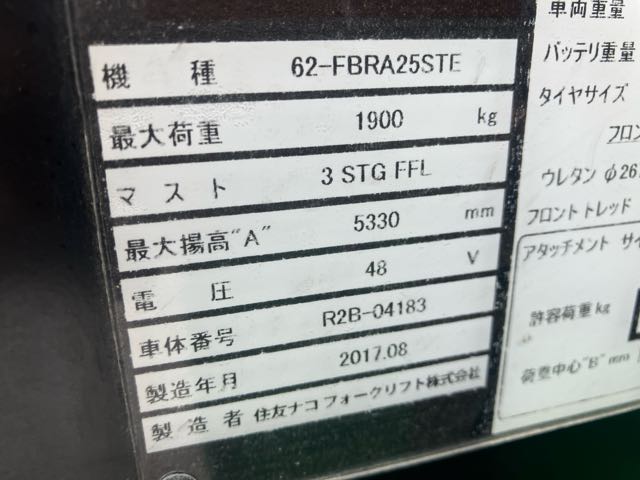 機種 62-FBRA25STE
最大荷重 1900 kg
マスト 3 STG FFL
最大揚高"A" 5330 mm
電圧 48 V
車体番号 R2B-04183
製造年月 2017.08
製造者 住友ナコフォークリフト株式会社
車両重量
バッテリ重量
タイヤサイズ
フロン
ウレタン φ26
フロントトレッド
アタッチメント サイ
許容荷重 kg
荷重中心"B" mm